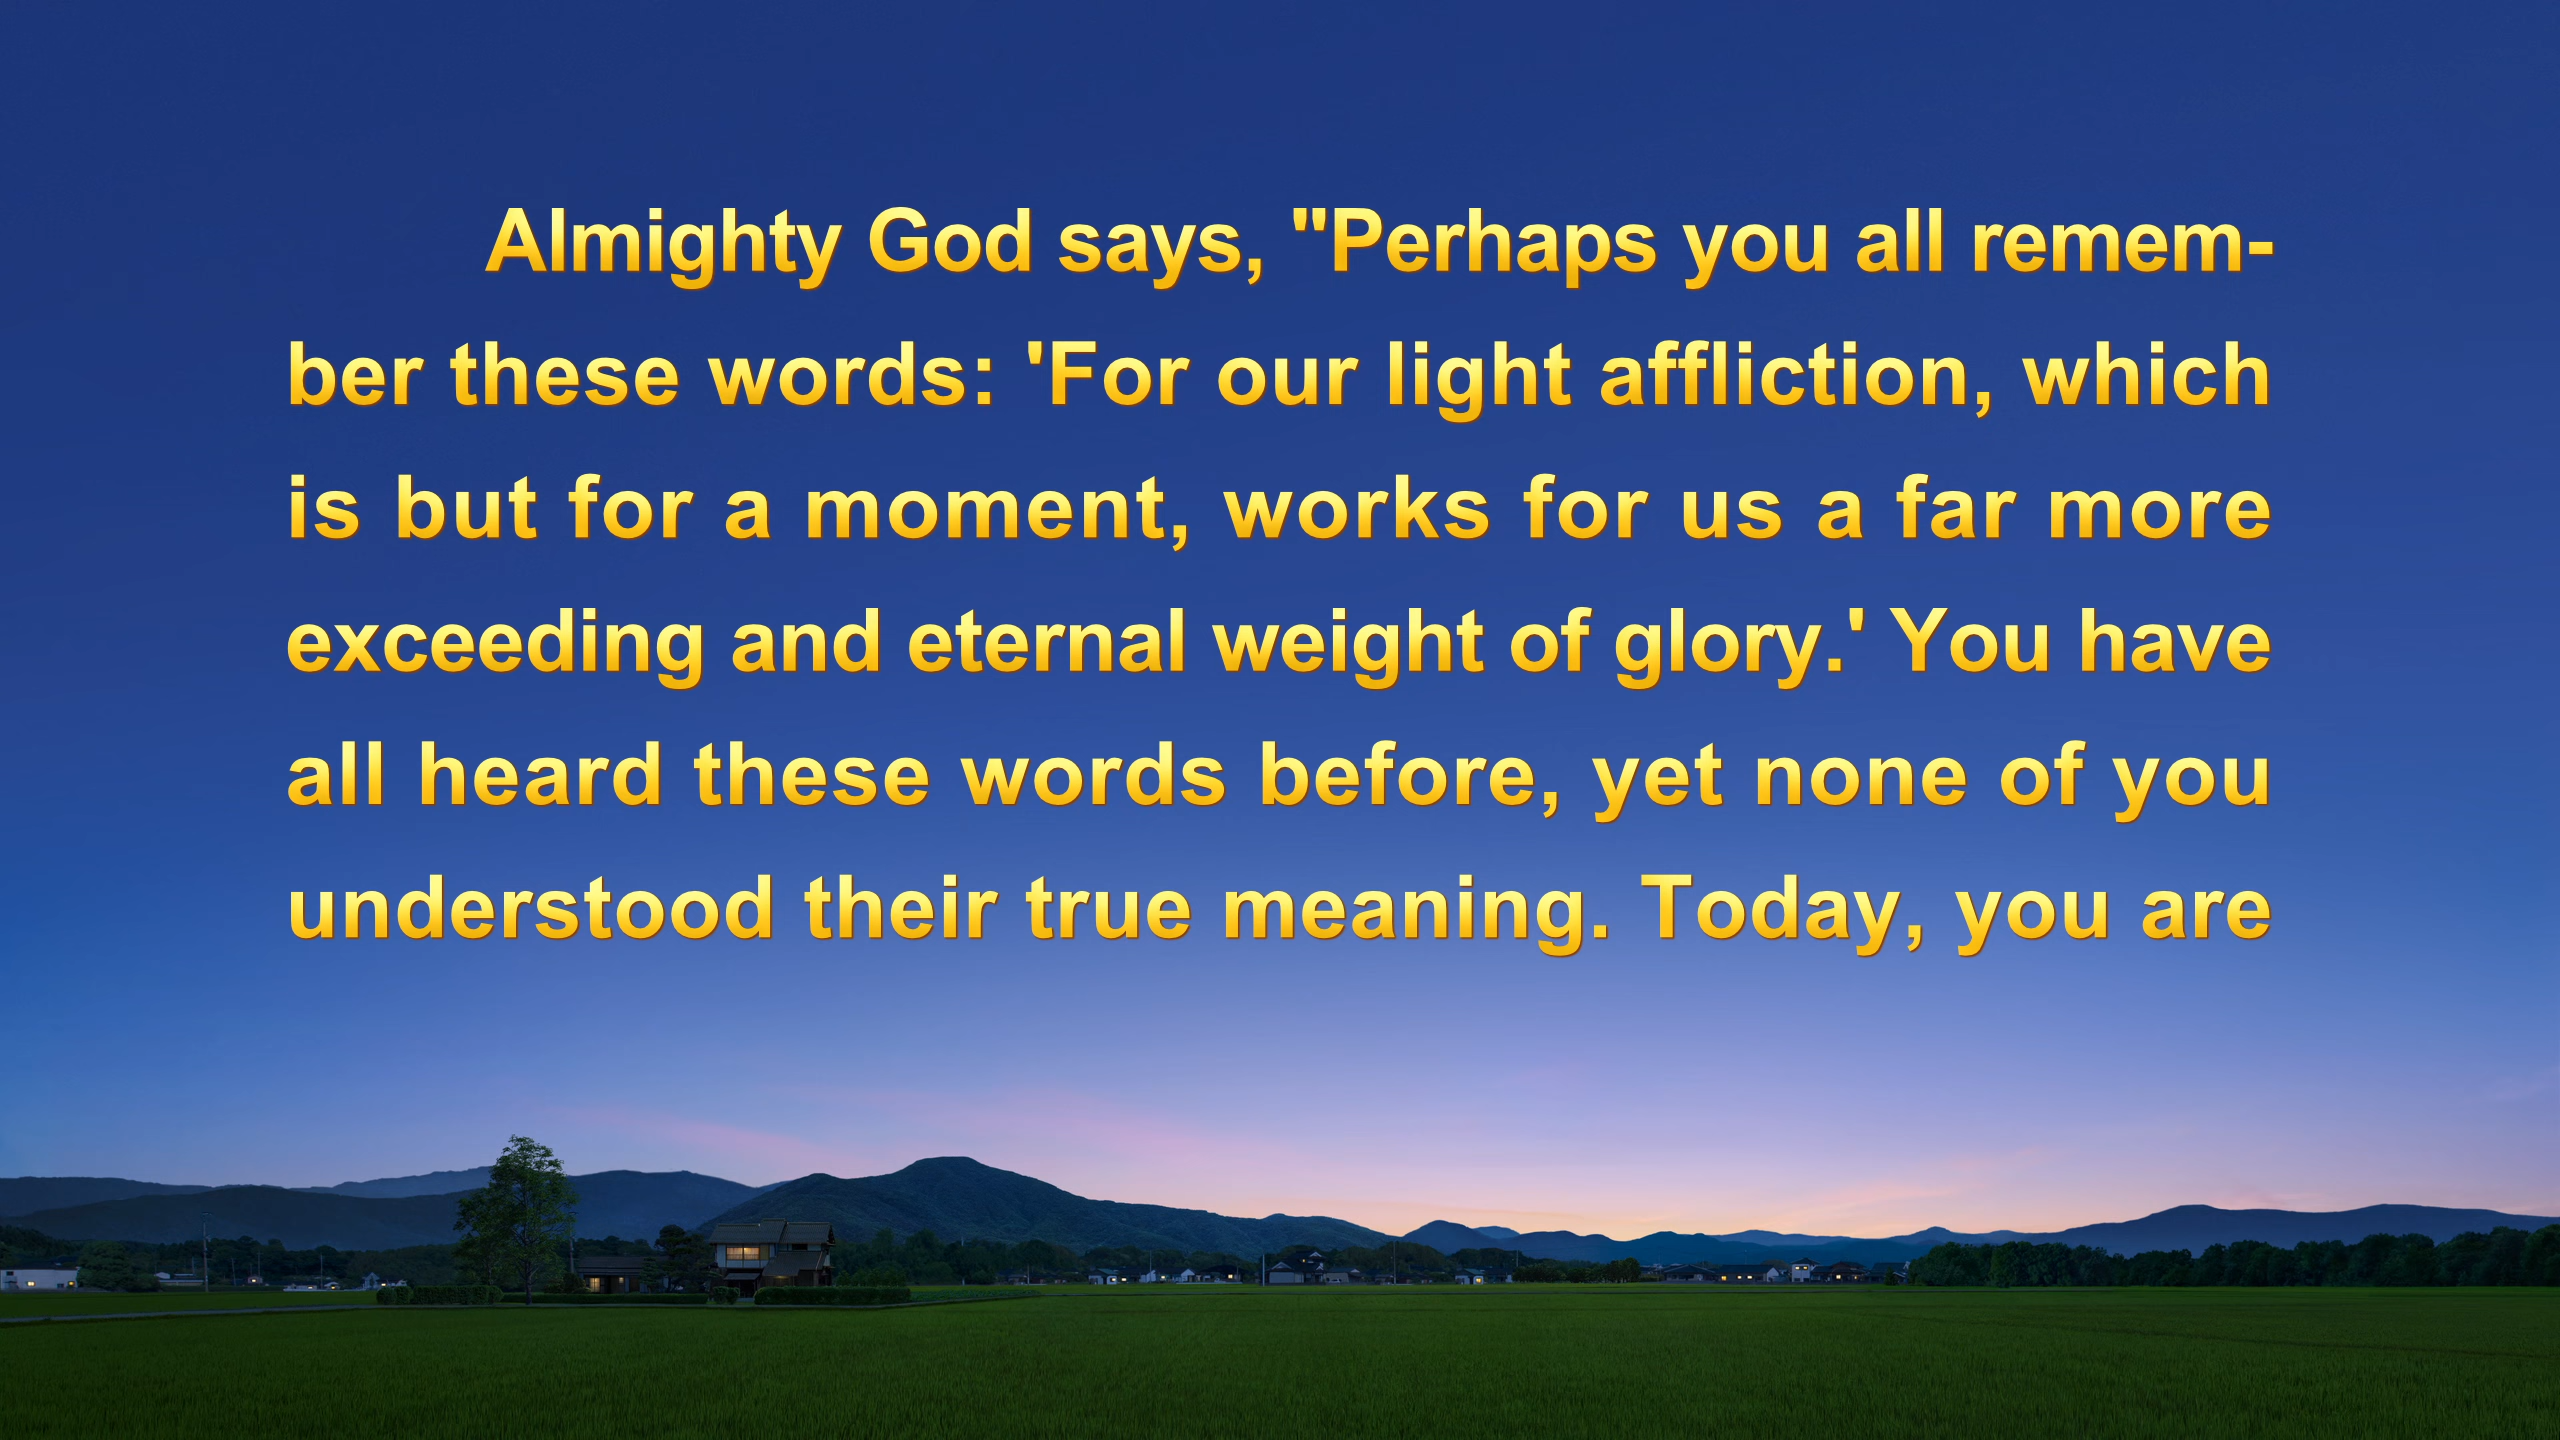 Almighty God says, "Perhaps you all remem-
ber these words: 'For our light affliction, which
is but for a moment, works for us a far more
exceeding and eternal weight of glory.' You have
all heard these words before, yet none of you
understood their true meaning. Today, you are